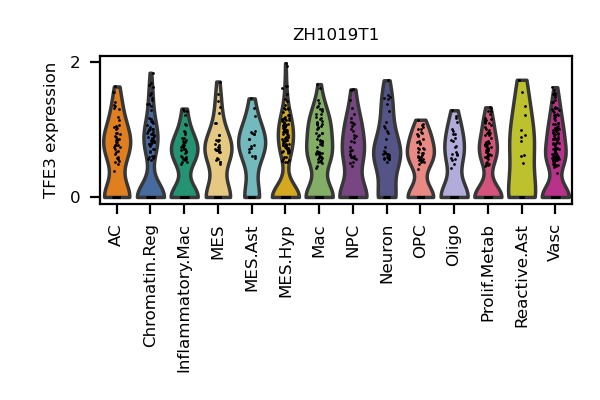 ZH1019T1
TFE3 expression
2
0
AC
Chromatin.Reg
Inflammatory.Mac
MES
MES.Ast
MES.Hyp
Mac
NPC
Neuron
OPC
Oligo
Prolif.Metab
Reactive.Ast
Vasc